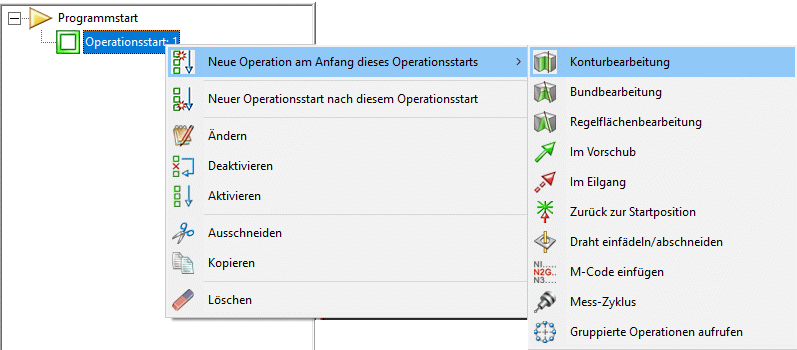 Programmstart
Operationsstart: 1
Neue Operation am Anfang dieses Operationsstarts
Neuer Operationsstart nach diesem Operationsstart
Ändern
Deaktivieren
Aktivieren
Ausschneiden
Kopieren
Löschen
Konturbearbeitung
Bundbearbeitung
Regelflächenbearbeitung
Im Vorschub
Im Eilgang
Zurück zur Startposition
Draht einfädeln/abschneiden
N1.....
N2G..
N3....
M-Code einfügen
Mess-Zyklus
Gruppierte Operationen aufrufen